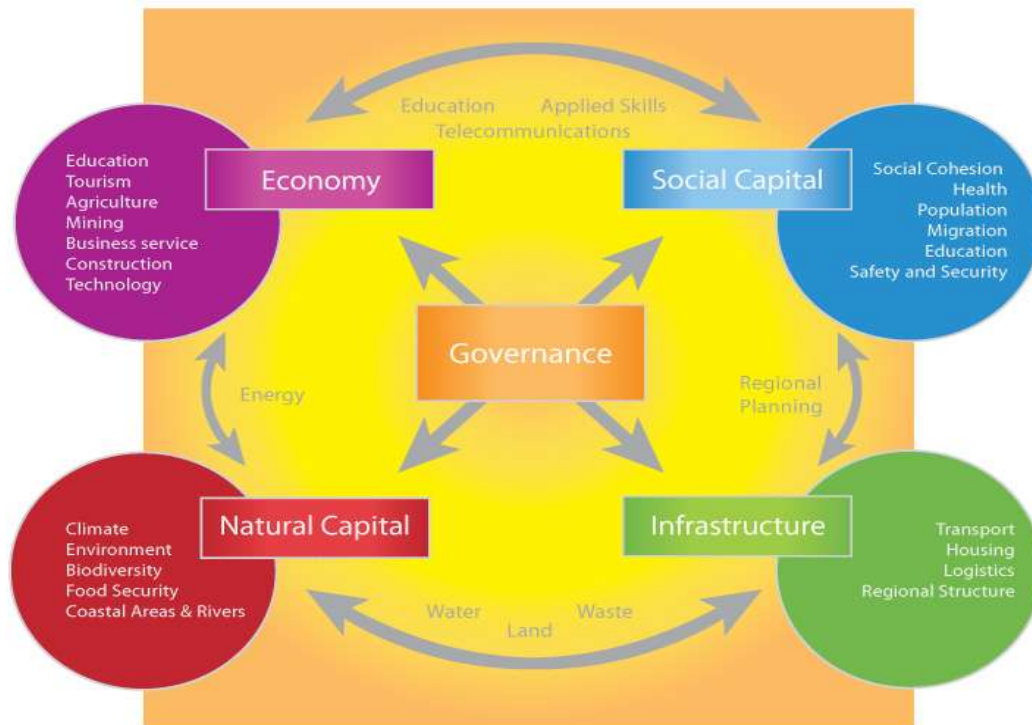 Education Applied Skills
Telecommunications
Economy
Education
Tourism
Agriculture
Mining
Business service
Construction
Technology
Social Capital
Social Cohesion
Health
Population
Migration
Education
Safety and Security
Governance
Energy
Regional
Planning
Natural Capital
Climate
Environment
Biodiversity
Food Security
Coastal Areas & Rivers
Infrastructure
Transport
Housing
Logistics
Regional Structure
Water Waste
Land